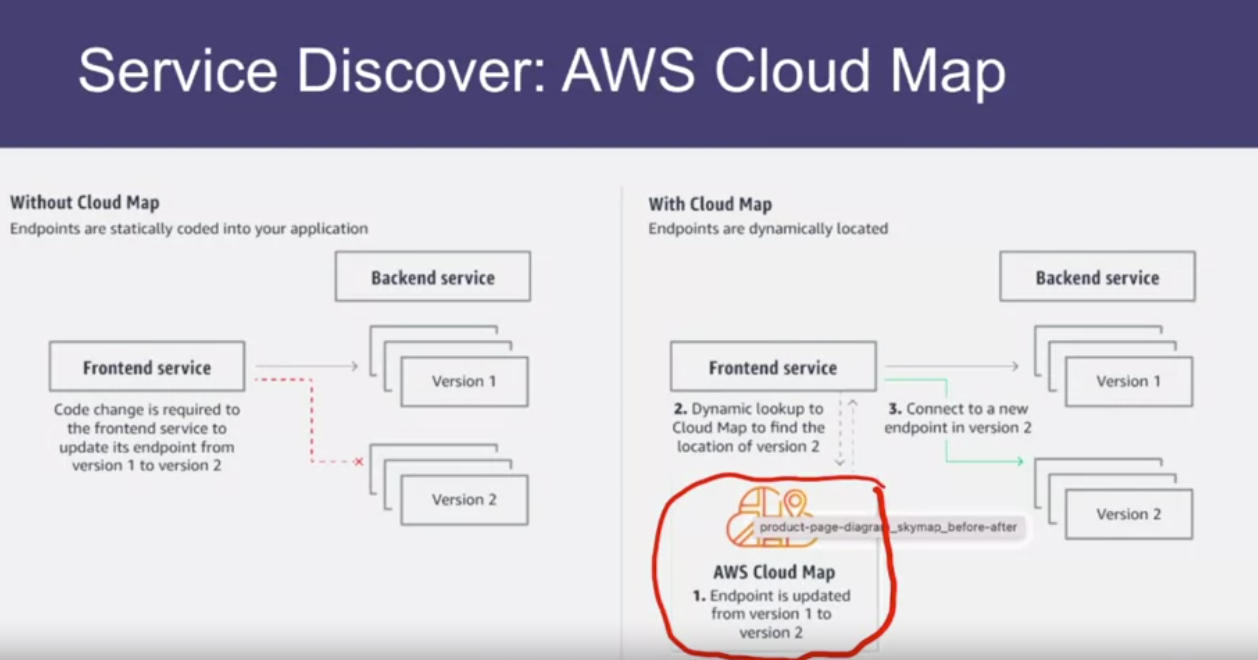 Service Discover: AWS Cloud Map
Without Cloud Map
Endpoints are statically coded into your application
Backend service
Frontend service
Version 1
Code change is required to
the frontend service to
update its endpoint from
version 1 to version 2
Version 2
With Cloud Map
Endpoints are dynamically located
Backend service
Frontend service
Version 1
2. Dynamic lookup to
Cloud Map to find the
location of version 2
3. Connect to a new
endpoint in version 2
Version 2
product-page-diagram_skymap_before-after
AWS Cloud Map
1. Endpoint is updated
from version 1 to
version 2